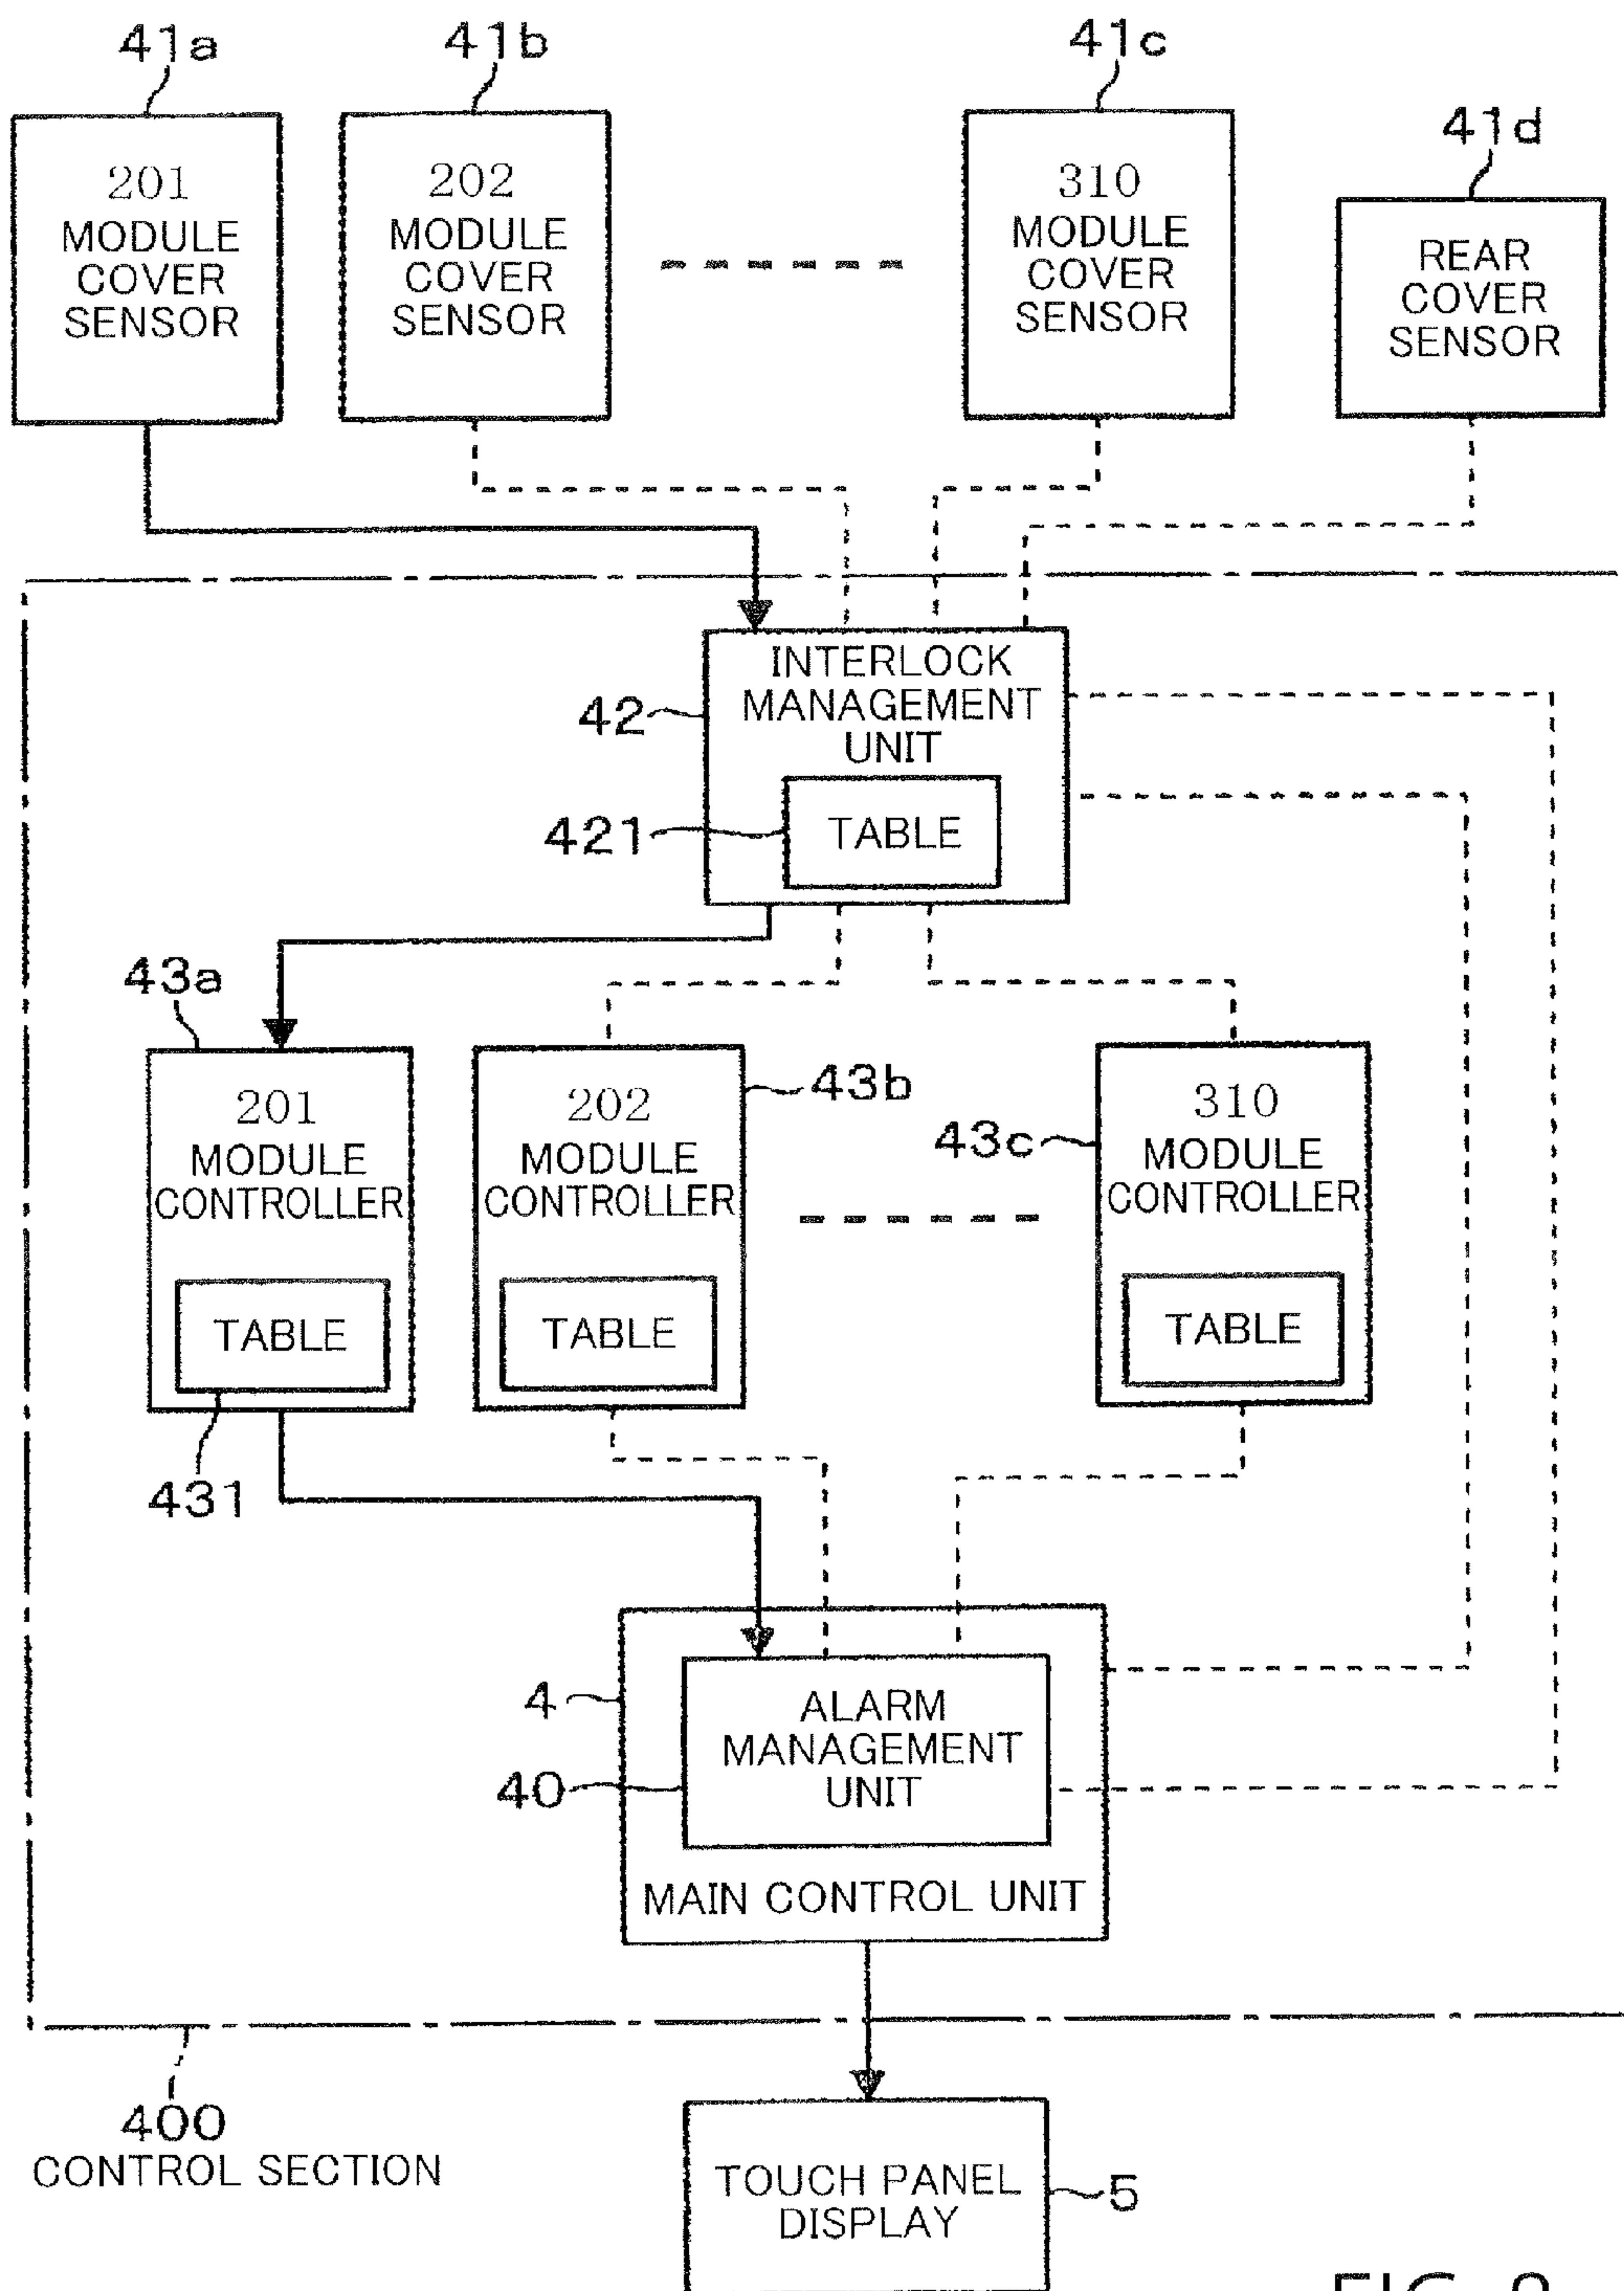 41a
41b
41c
41d
201
MODULE
COVER
SENSOR
202
MODULE
COVER
SENSOR
310
MODULE
COVER
SENSOR
REAR
COVER
SENSOR
42
INTERLOCK
MANAGEMENT
UNIT
421
TABLE
43a
201
MODULE
CONTROLLER
TABLE
431
43b
202
MODULE
CONTROLLER
TABLE
43c
310
MODULE
CONTROLLER
TABLE
4
40
ALARM
MANAGEMENT
UNIT
MAIN CONTROL UNIT
400
CONTROL SECTION
TOUCH PANEL
DISPLAY
5